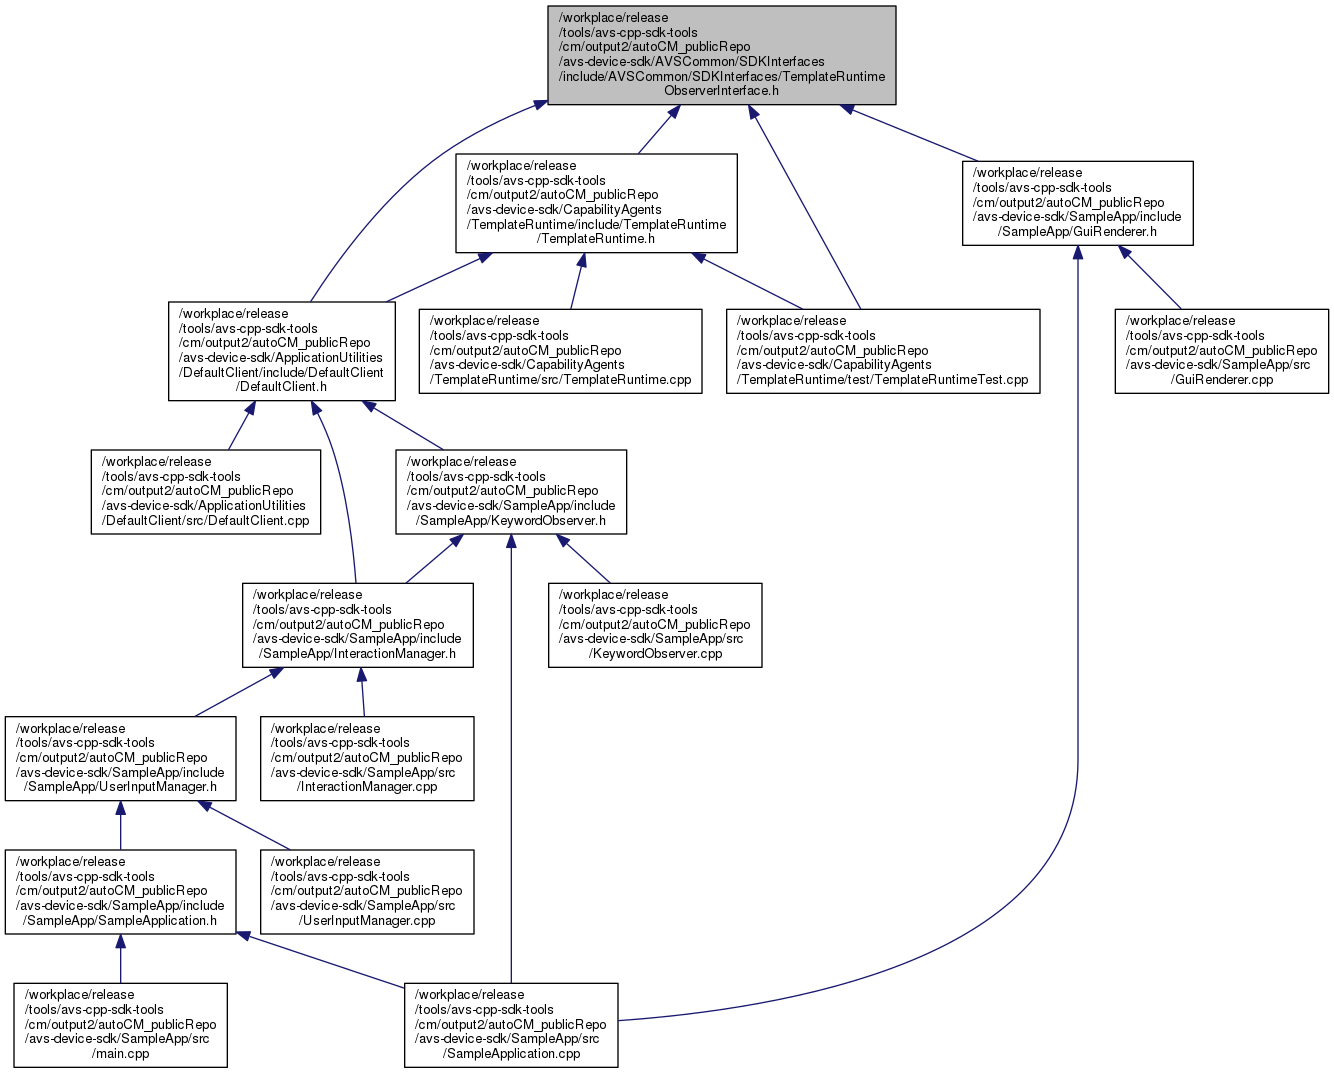 /workplace/release
/tools/avs-cpp-sdk-tools
/cm/output2/autoCM_publicRepo
/avs-device-sdk/AVSCommon/SDKInterfaces
/include/AVSCommon/SDKInterfaces/TemplateRuntime
ObserverInterface.h
/workplace/release
/tools/avs-cpp-sdk-tools
/cm/output2/autoCM_publicRepo
/avs-device-sdk/CapabilityAgents
/TemplateRuntime/include/TemplateRuntime
/TemplateRuntime.h
/workplace/release
/tools/avs-cpp-sdk-tools
/cm/output2/autoCM_publicRepo
/avs-device-sdk/SampleApp/include
/SampleApp/GuiRenderer.h
/workplace/release
/tools/avs-cpp-sdk-tools
/cm/output2/autoCM_publicRepo
/avs-device-sdk/ApplicationUtilities
/DefaultClient/include/DefaultClient
/DefaultClient.h
/workplace/release
/tools/avs-cpp-sdk-tools
/cm/output2/autoCM_publicRepo
/avs-device-sdk/CapabilityAgents
/TemplateRuntime/src/TemplateRuntime.cpp
/workplace/release
/tools/avs-cpp-sdk-tools
/cm/output2/autoCM_publicRepo
/avs-device-sdk/CapabilityAgents
/TemplateRuntime/test/TemplateRuntimeTest.cpp
/workplace/release
/tools/avs-cpp-sdk-tools
/cm/output2/autoCM_publicRepo
/avs-device-sdk/SampleApp/src
/GuiRenderer.cpp
/workplace/release
/tools/avs-cpp-sdk-tools
/cm/output2/autoCM_publicRepo
/avs-device-sdk/ApplicationUtilities
/DefaultClient/src/DefaultClient.cpp
/workplace/release
/tools/avs-cpp-sdk-tools
/cm/output2/autoCM_publicRepo
/avs-device-sdk/SampleApp/include
/SampleApp/KeywordObserver.h
/workplace/release
/tools/avs-cpp-sdk-tools
/cm/output2/autoCM_publicRepo
/avs-device-sdk/SampleApp/include
/SampleApp/InteractionManager.h
/workplace/release
/tools/avs-cpp-sdk-tools
/cm/output2/autoCM_publicRepo
/avs-device-sdk/SampleApp/src
/KeywordObserver.cpp
/workplace/release
/tools/avs-cpp-sdk-tools
/cm/output2/autoCM_publicRepo
/avs-device-sdk/SampleApp/include
/SampleApp/UserInputManager.h
/workplace/release
/tools/avs-cpp-sdk-tools
/cm/output2/autoCM_publicRepo
/avs-device-sdk/SampleApp/src
/InteractionManager.cpp
/workplace/release
/tools/avs-cpp-sdk-tools
/cm/output2/autoCM_publicRepo
/avs-device-sdk/SampleApp/include
/SampleApp/SampleApplication.h
/workplace/release
/tools/avs-cpp-sdk-tools
/cm/output2/autoCM_publicRepo
/avs-device-sdk/SampleApp/src
/UserInputManager.cpp
/workplace/release
/tools/avs-cpp-sdk-tools
/cm/output2/autoCM_publicRepo
/avs-device-sdk/SampleApp/src
/main.cpp
/workplace/release
/tools/avs-cpp-sdk-tools
/cm/output2/autoCM_publicRepo
/avs-device-sdk/SampleApp/src
/SampleApplication.cpp